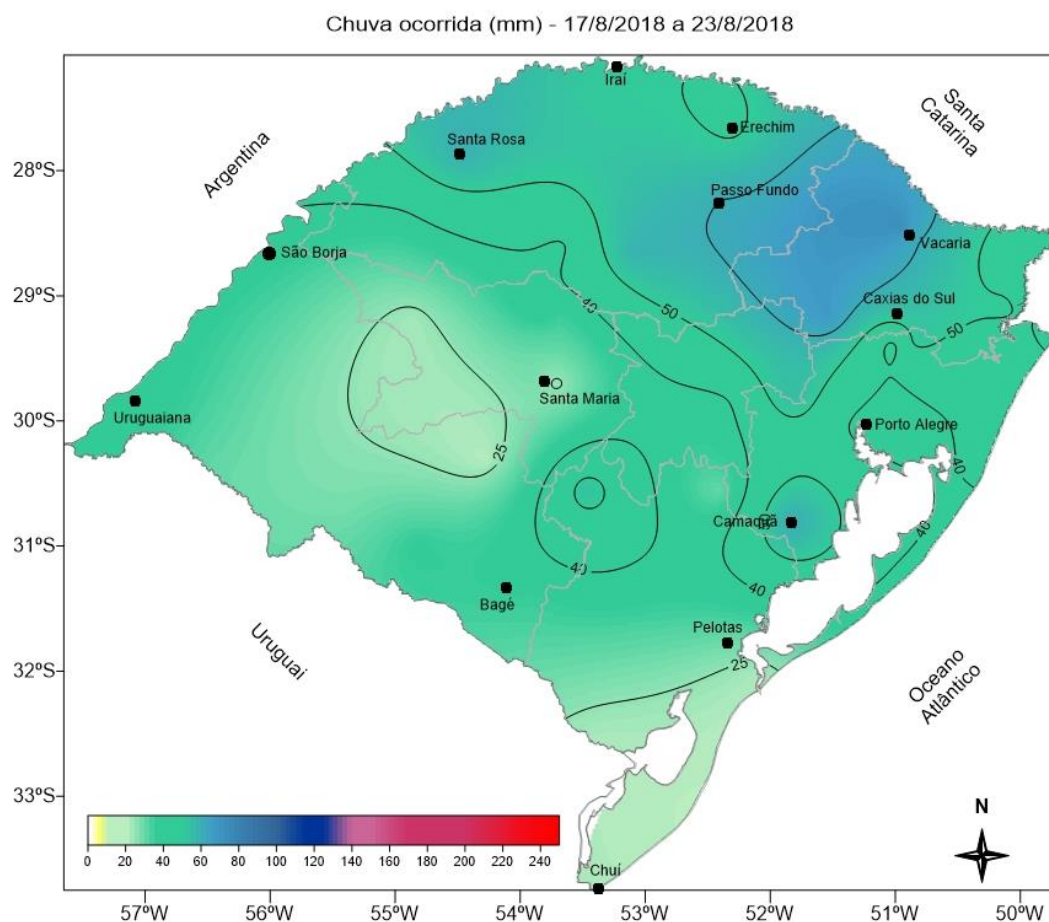 Chuva ocorrida (mm) - 17/8/2018 a 23/8/2018
Iraí
Santa
Catarina
Erechim
Santa Rosa
Argentina
28ºS
Passo Fundo
Vacaria
São Borja
29ºS
Caxias do Sul
40
50
50
Santa Maria
Uruguaiana
30ºS
Porto Alegre
25
40
Camaquã
31ºS
40
40
40
Bagé
Pelotas
Uruguai
25
32ºS
Oceano
Atlântico
33ºS
N
0
20
40
60
80
100
120
140
160
180
200
220
240
Chuí
57ºW
56ºW
55ºW
54ºW
53ºW
52ºW
51ºW
50ºW